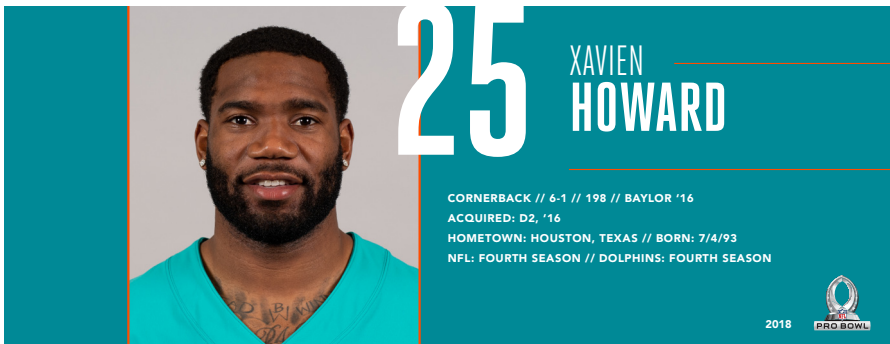 25
XAVIEN
HOWARD
CORNERBACK // 6-1 // 198 // BAYLOR ’16
ACQUIRED: D2, ’16
HOMETOWN: HOUSTON, TEXAS // BORN: 7/4/93
NFL: FOURTH SEASON // DOLPHINS: FOURTH SEASON
2018
NFL
PRO BOWL